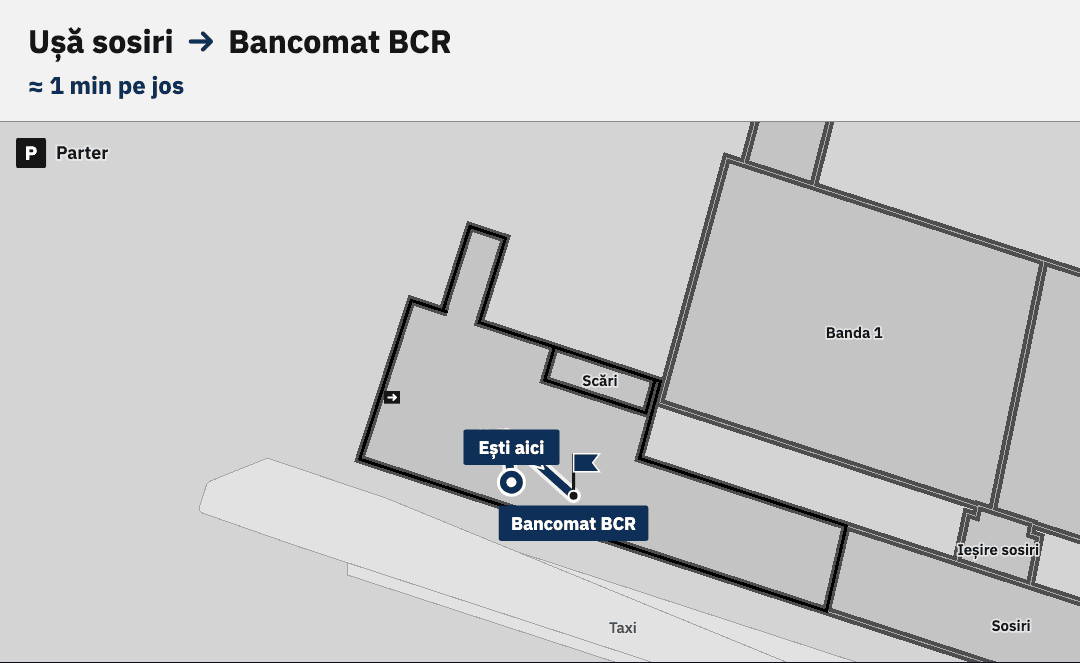 Ușă sosiri → Bancomat BCR
≈ 1 min pe jos
P Parter
Banda 1
Scări
Ești aici
Bancomat BCR
Ieșire sosiri
Sosiri
Taxi